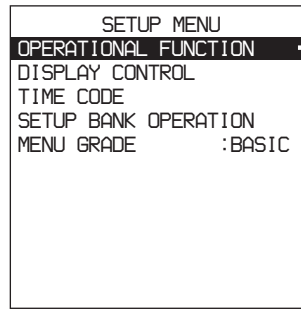 SETUP MENU
OPERATIONAL FUNCTION
DISPLAY CONTROL
TIME CODE
SETUP BANK OPERATION
MENU GRADE :BASIC